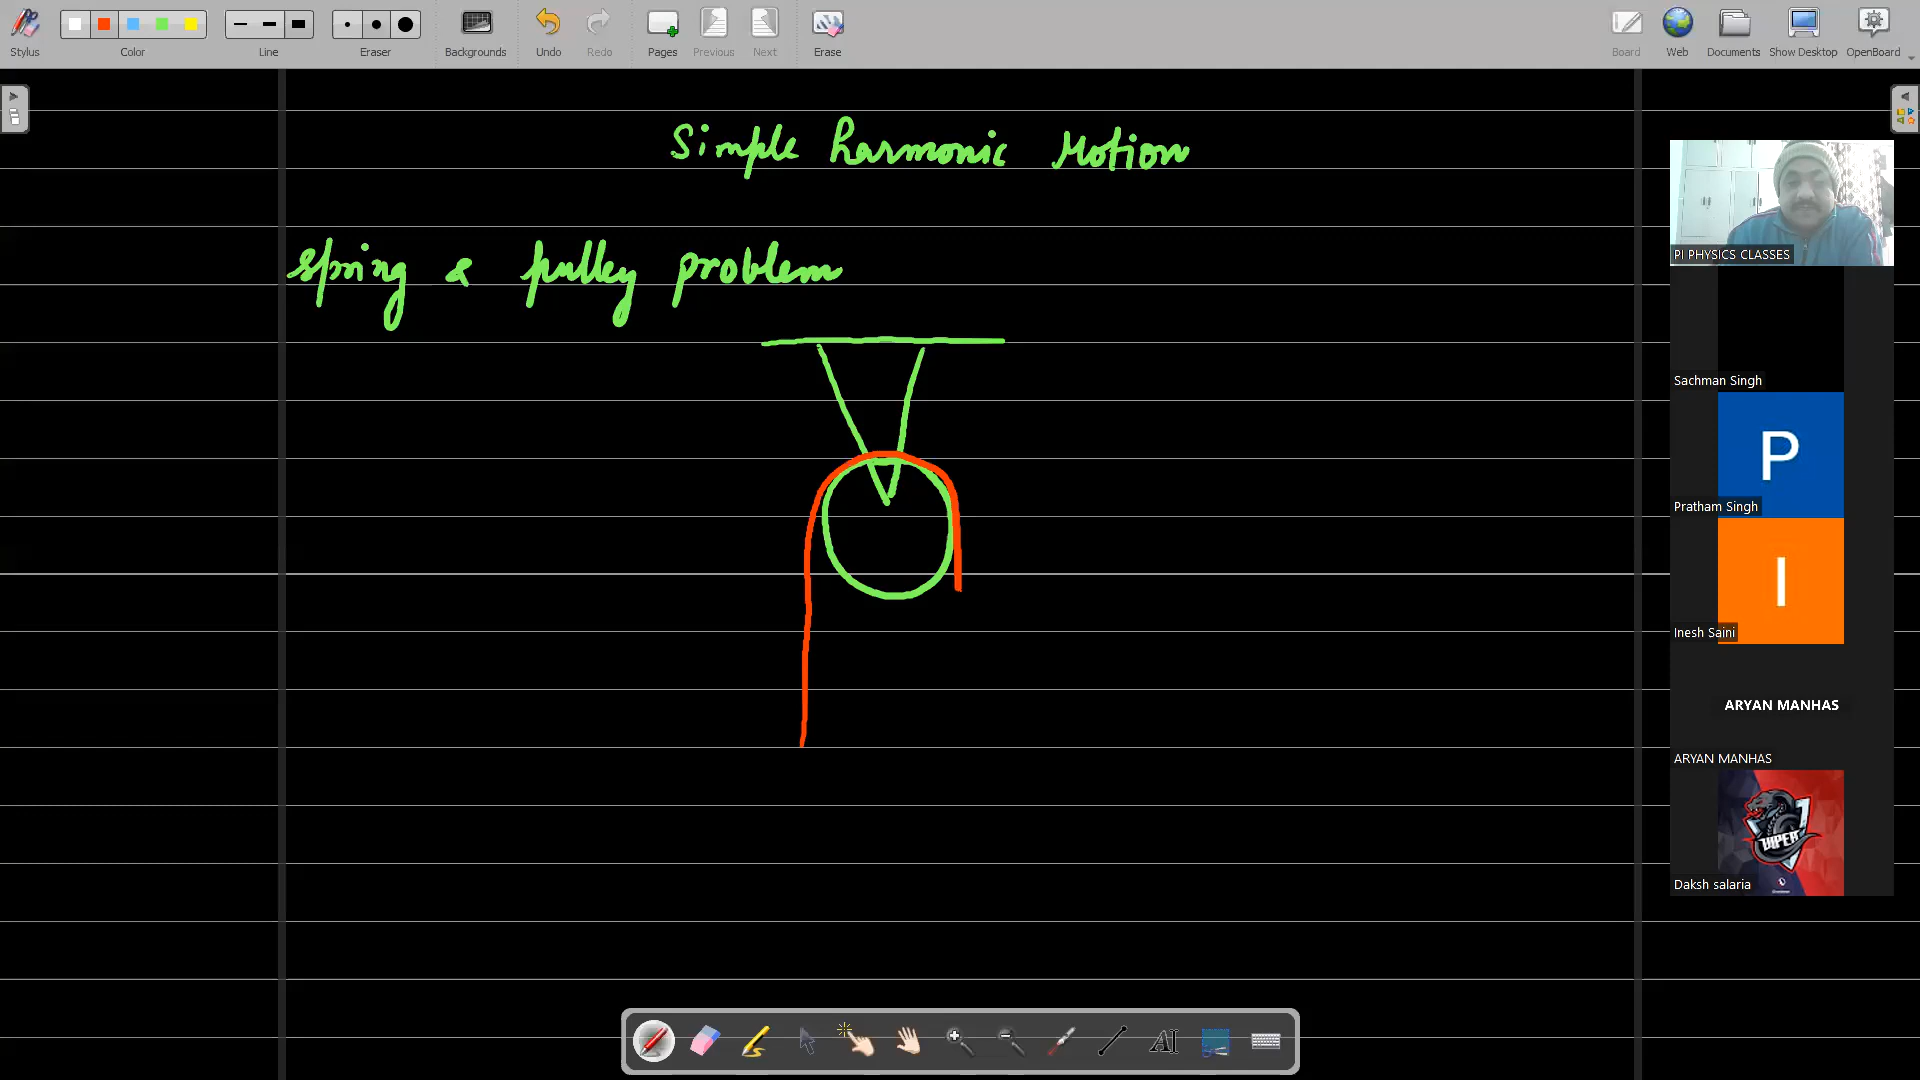 Stylus
Color
Line
Eraser
Backgrounds
Undo
Redo
Pages
Previous
Next
Erase
Board
Web
Documents
Show Desktop
OpenBoard
Simple harmonic Motion
spring & pulley problem
PI PHYSICS CLASSES
Sachman Singh
P
Pratham Singh
I
Inesh Saini
ARYAN MANHAS
ARYAN MANHAS
VIPER
Daksh salaria
AI